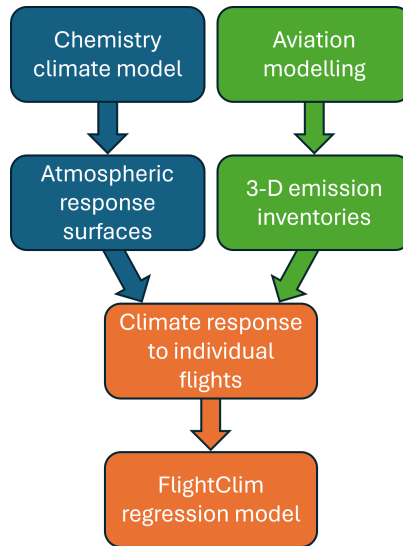 Chemistry
climate model
Aviation
modelling
Atmospheric
response
surfaces
3-D emission
inventories
Climate response
to individual
flights
FlightClim
regression model